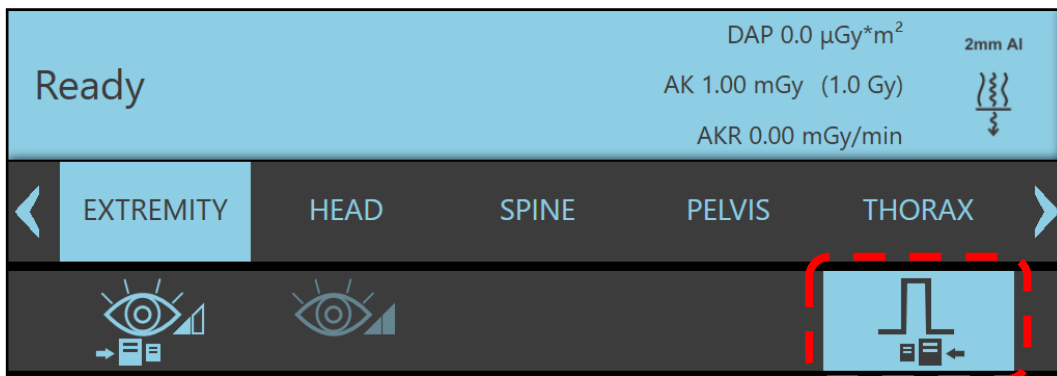 Ready
DAP 0.0 µGy*m²
AK 1.00 mGy (1.0 Gy)
AKR 0.00 mGy/min
2mm Al
EXTREMITY HEAD SPINE PELVIS THORAX